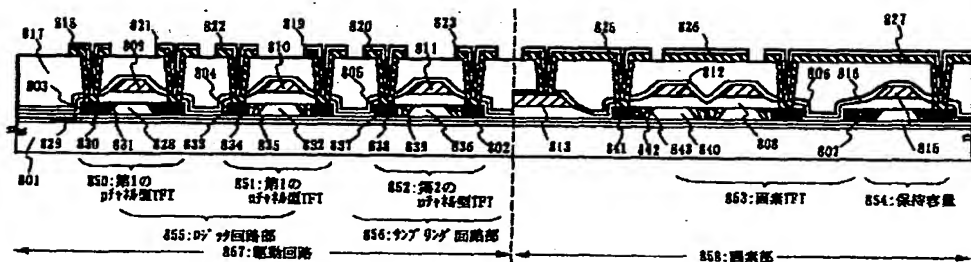 818 821 822 819 820 823 825 826 827
817 809 810 811 812
803 804 805 806 816
829 830 831 828 833 834 835 832 837 838 839 836 802 813 841 842 843 840 808 807 815
801
850:第1の 851:第1の 852:第2の 853:画素TFT 854:保持容量
pチャネル型TFT nチャネル型TFT nチャネル型TFT
855:ロジック回路部 856:サンプリング回路部
857:駆動回路 858:画素部